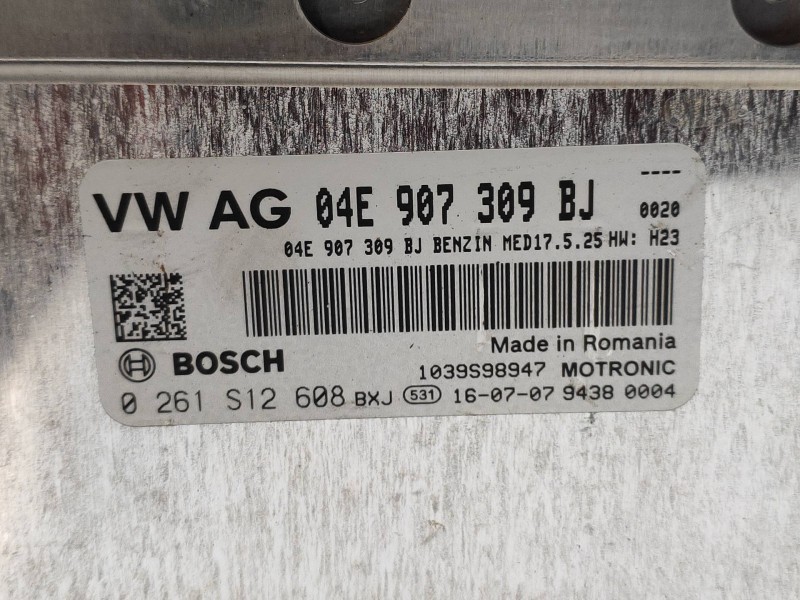 ----
VW AG 04E 907 309 BJ 0020
04E 907 309 BJ BENZIN MED17.5.25 HW: H23
Made in Romania
BOSCH 1039S98947 MOTRONIC
0 261 S12 608 BXJ 531 16-07-07 9438 0004